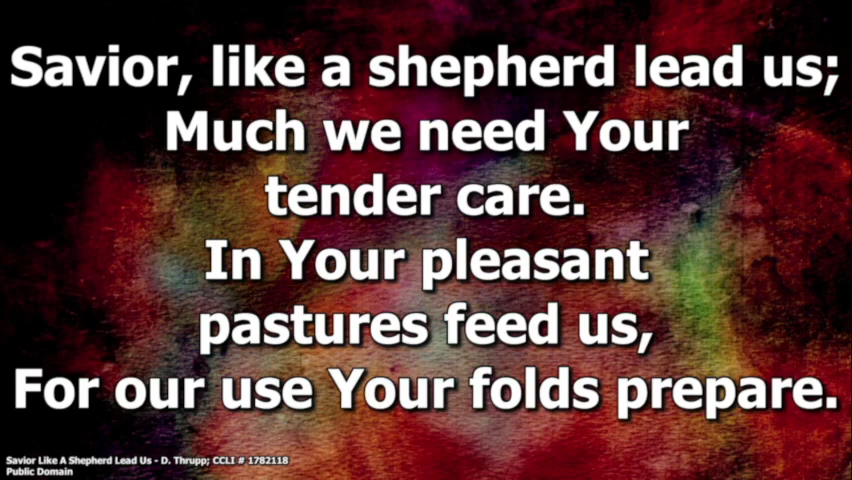 Savior, like a shepherd lead us;
Much we need Your
tender care.
In Your pleasant
pastures feed us,
For our use Your folds prepare.
Savior Like A Shepherd Lead Us - D. Thrupp; CCLI # 1782118
Public Domain